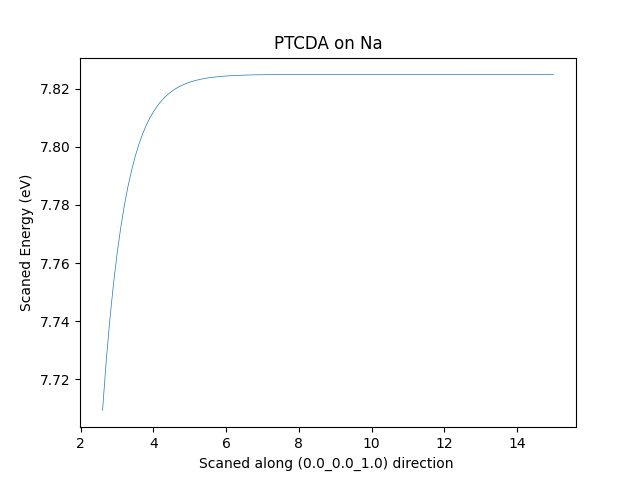 PTCDA on Na
Scaned Energy (eV)
7.82
7.80
7.78
7.76
7.74
7.72
2 4 6 8 10 12 14
Scaned along (0.0_0.0_1.0) direction